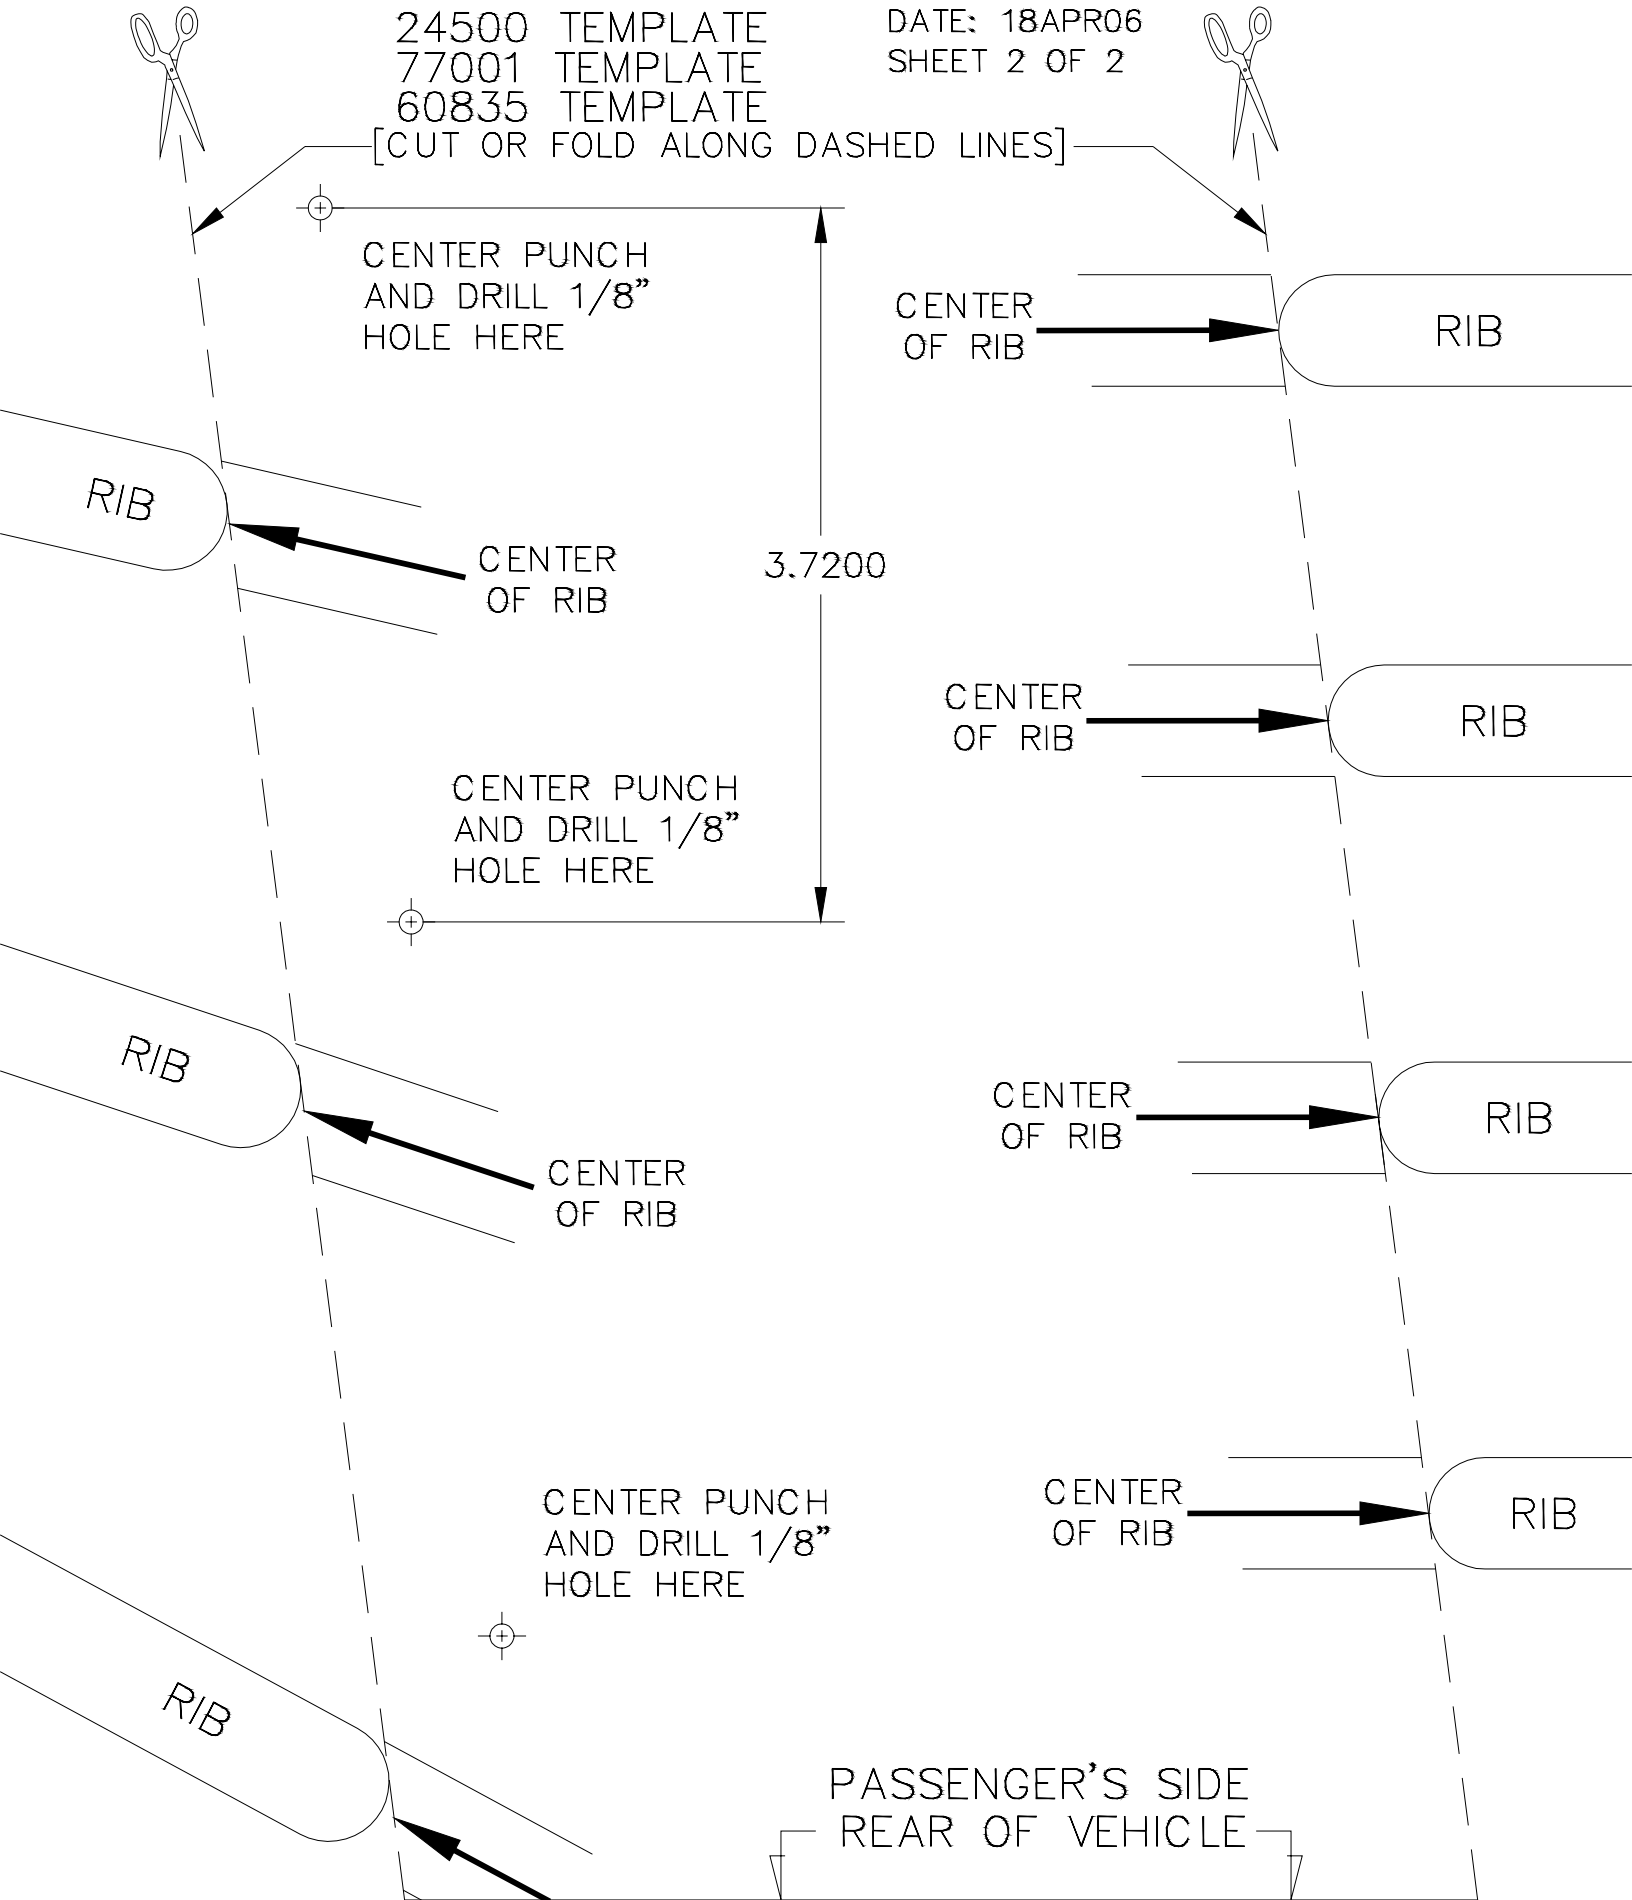 24500 TEMPLATE
77001 TEMPLATE
60835 TEMPLATE
DATE: 18APR06
SHEET 2 OF 2
[CUT OR FOLD ALONG DASHED LINES]
CENTER PUNCH
AND DRILL 1/8”
HOLE HERE
CENTER
OF RIB
RIB
RIB
CENTER
OF RIB
3.7200
CENTER
OF RIB
RIB
CENTER PUNCH
AND DRILL 1/8”
HOLE HERE
RIB
CENTER
OF RIB
CENTER
OF RIB
RIB
CENTER PUNCH
AND DRILL 1/8”
HOLE HERE
CENTER
OF RIB
RIB
RIB
PASSENGER’S SIDE
REAR OF VEHICLE